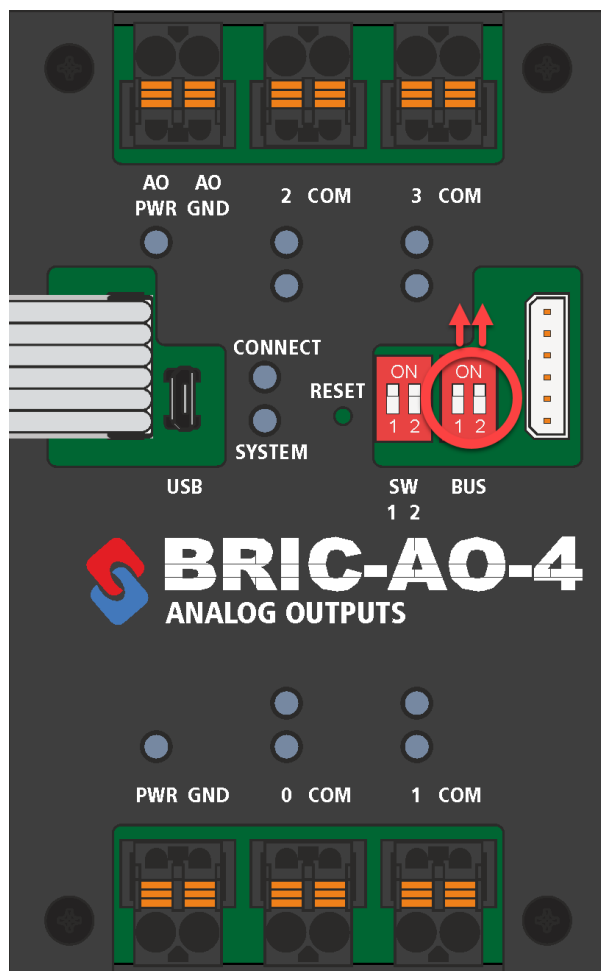 AO AO
PWR GND
2 COM
3 COM
CONNECT
ON
ON
RESET
1 2
1 2
SYSTEM
USB
SW
BUS
1 2
BRIC-AO-4
ANALOG OUTPUTS
PWR GND
0 COM
1 COM